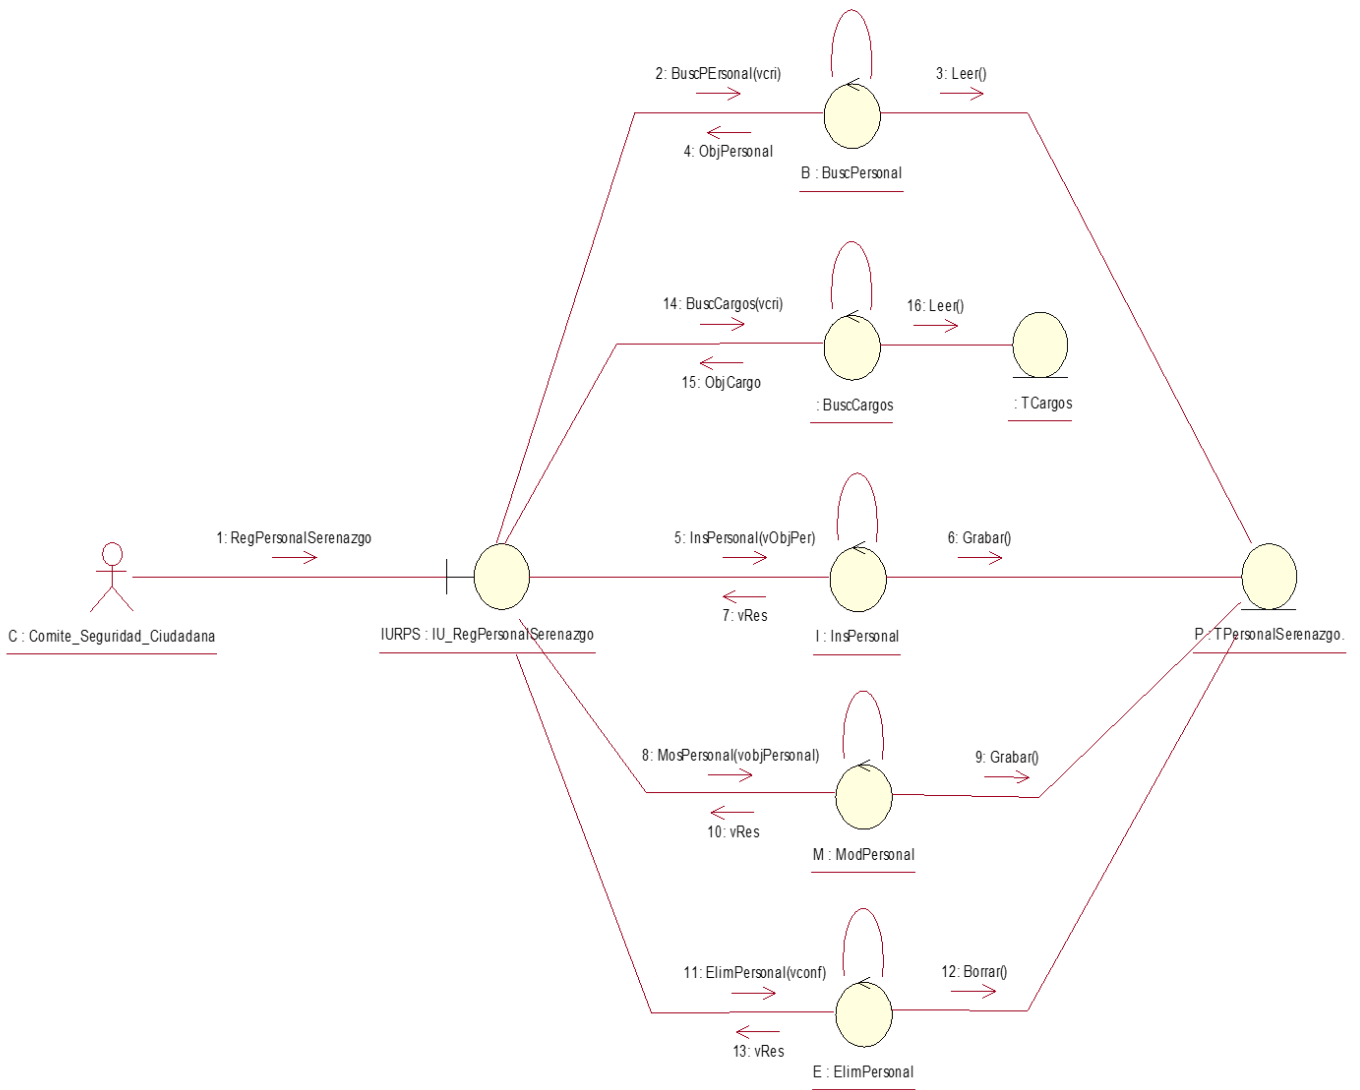 2: BuscPErsonal(vcri)
3: Leer()
4: ObjPersonal
B : BuscPersonal
14: BuscCargos(vcri)
16: Leer()
15: ObjCargo
: BuscCargos
: TCargos
1: RegPersonalSerenazgo
5: InsPersonal(vObjPer)
6: Grabar()
7: vRes
C : Comite_Seguridad_Ciudadana
IURPS : IU_RegPersonalSerenazgo
I : InsPersonal
P : TPersonalSerenazgo.
8: MosPersonal(vobjPersonal)
9: Grabar()
10: vRes
M : ModPersonal
11: ElimPersonal(vconf)
12: Borrar()
13: vRes
E : ElimPersonal